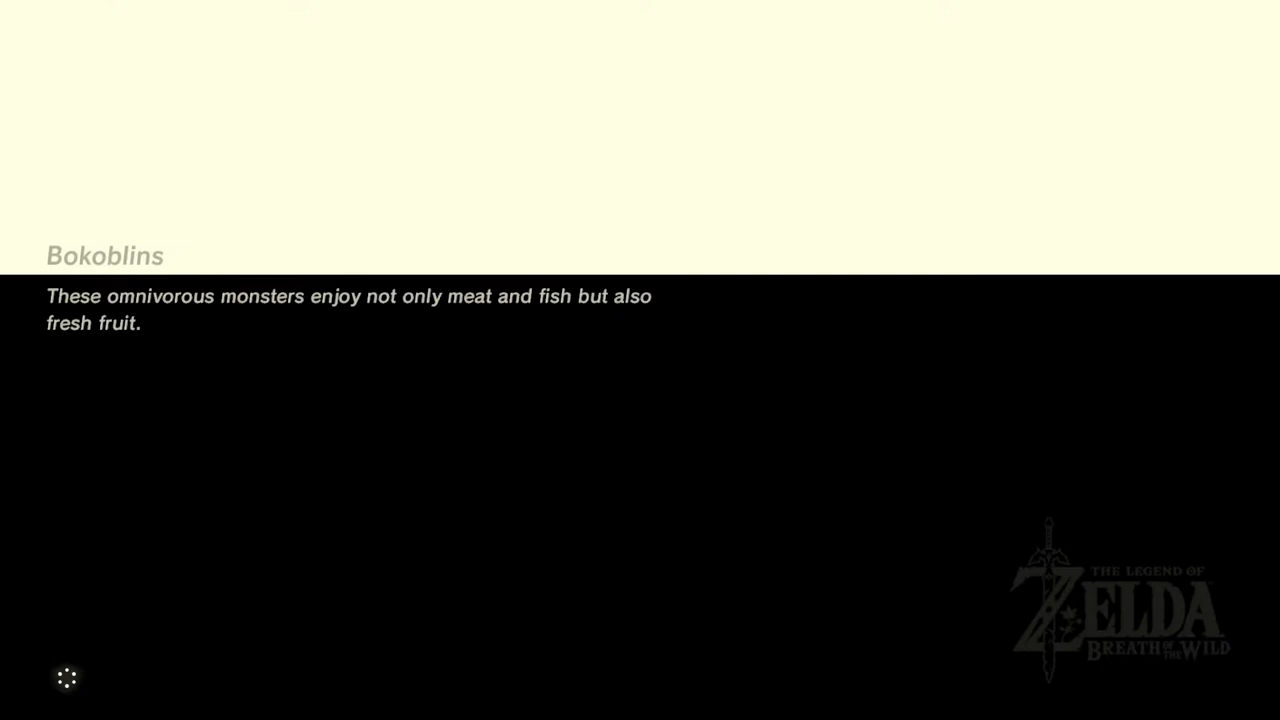 Bokoblins
These omnivorous monsters enjoy not only meat and fish but also
fresh fruit.
THE LEGEND OF
ZELDA
BREATH OF THE WILD